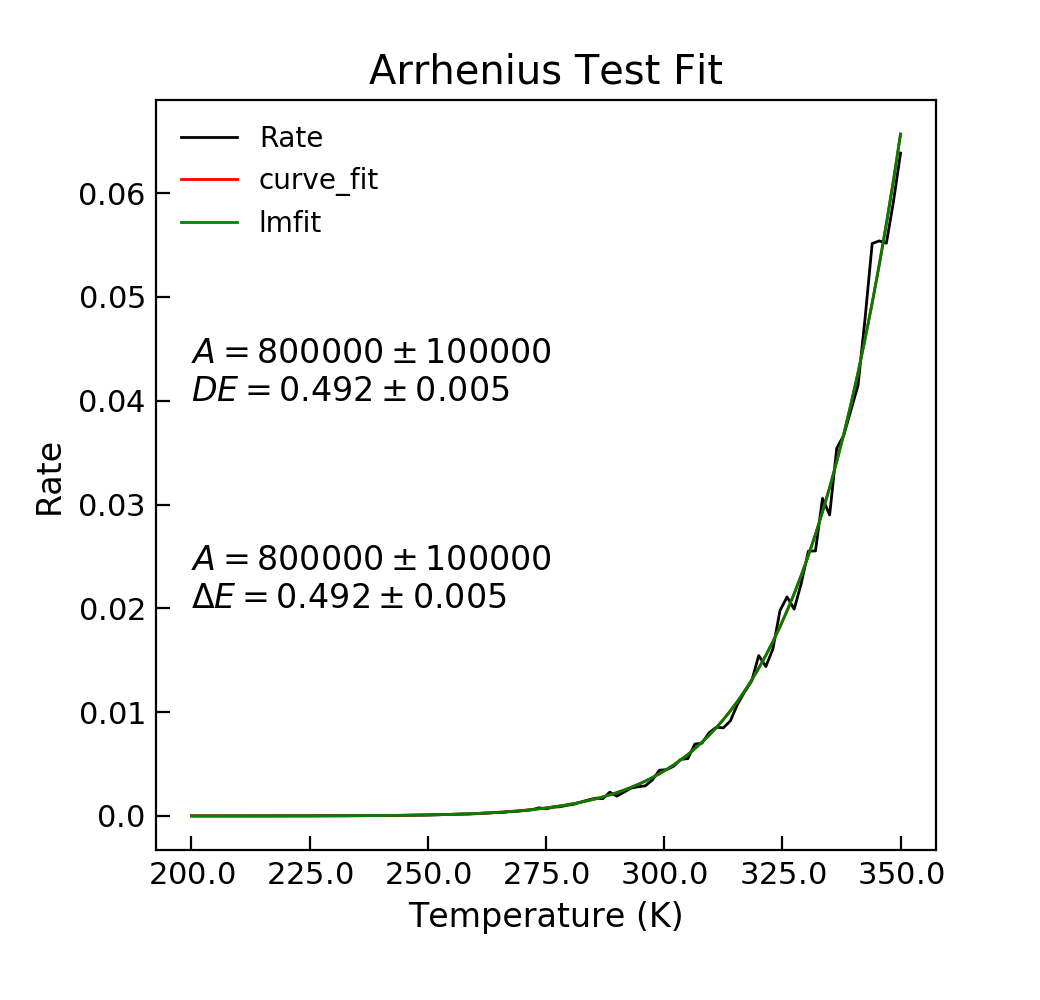 Arrhenius Test Fit
Rate
curve_fit
lmfit
A = 800000 ± 100000
DE = 0.492 ± 0.005
A = 800000 ± 100000
ΔE = 0.492 ± 0.005
Rate
0.06
0.05
0.04
0.03
0.02
0.01
0.0
200.0 225.0 250.0 275.0 300.0 325.0 350.0
Temperature (K)